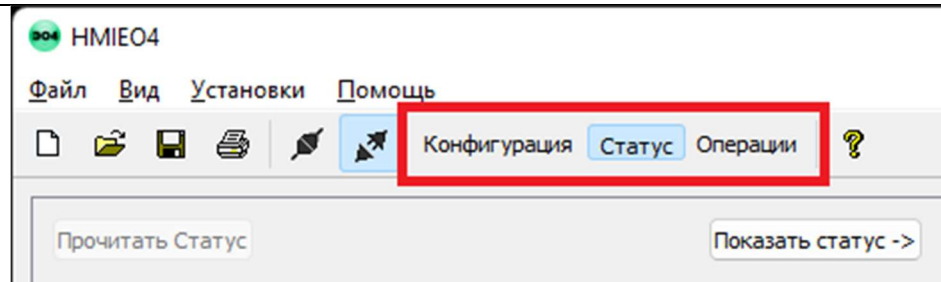 HMIEO4
Файл Вид Установки Помощь
Конфигурация Статус Операции
Прочитать Статус Показать статус ->